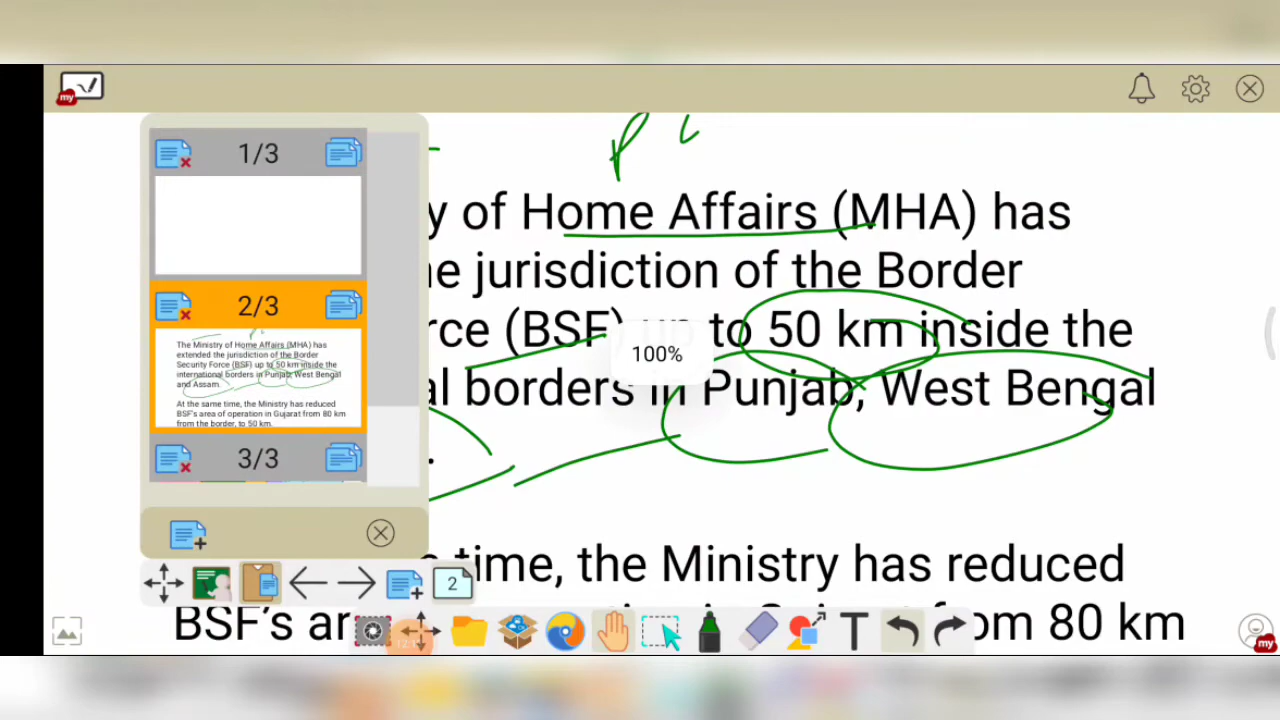 my
1/3
2/3
The Ministry of Home Affairs (MHA) has
extended the jurisdiction of the Border
Security Force (BSF) up to 50 km inside the
international borders in Punjab, West Bengal
and Assam.
At the same time, the Ministry has reduced
BSF's area of operation in Gujarat from 80 km
from the border, to 50 km.
3/3
P
y of Home Affairs (MHA) has
e jurisdiction of the Border
rce (BSF) up to 50 km inside the
100%
al borders in Punjab, West Bengal
.
time, the Ministry has reduced
BSF's ar om 80 km
2
T
my